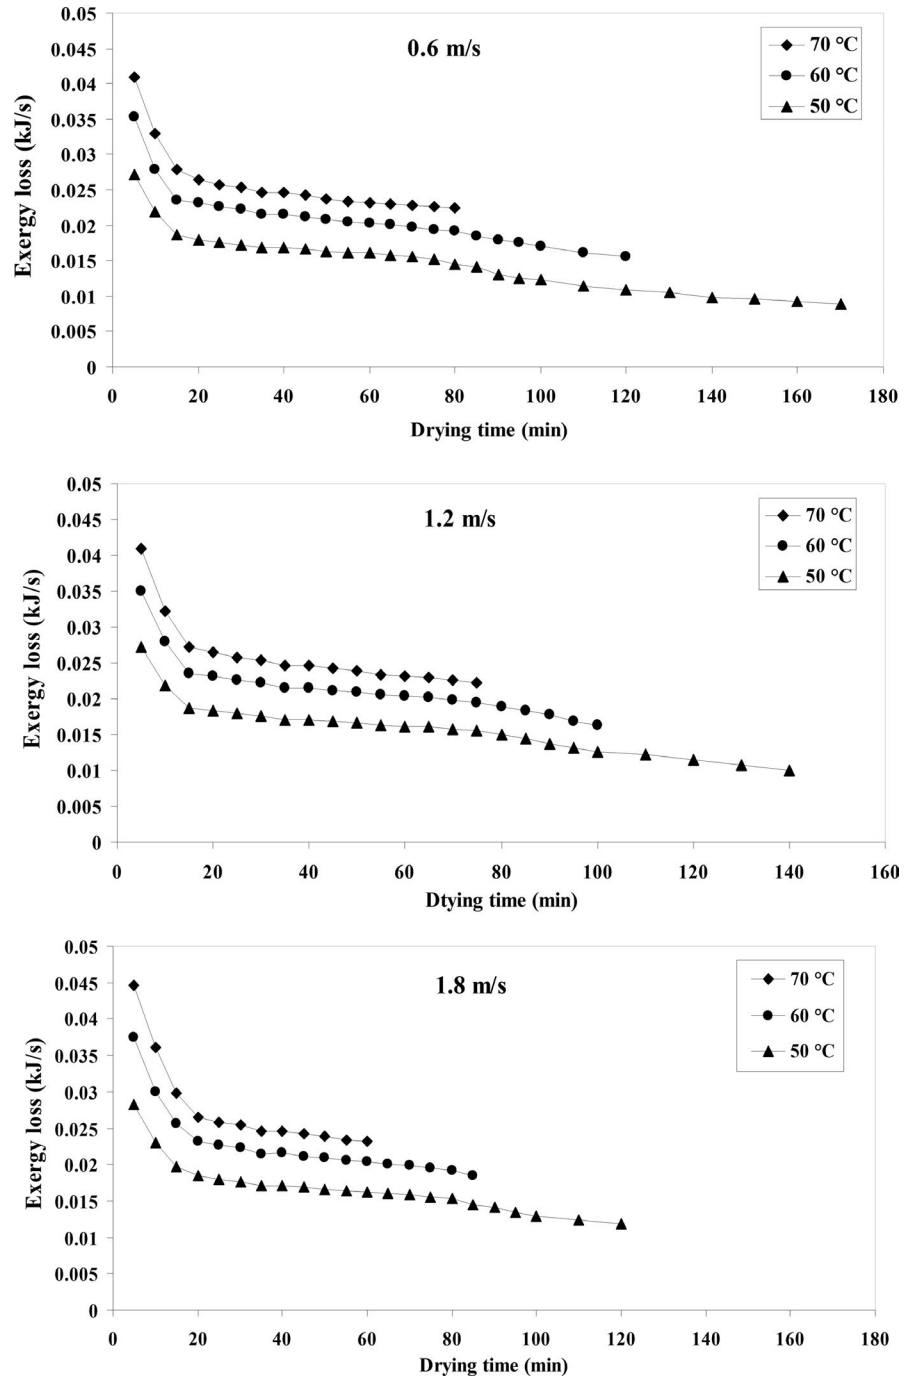 0.05
0.6 m/s
70 °C
0.045
60 °C
0.04
50 °C
0.035
0.03
0.025
0.02
0.015
0.01
0.005
0
Exergy loss (kJ/s)
0 20 40 60 80 100 120 140 160 180
Drying time (min)
0.05
1.2 m/s
70 °C
0.045
60 °C
0.04
50 °C
0.035
0.03
0.025
0.02
0.015
0.01
0.005
0
Exergy loss (kJ/s)
0 20 40 60 80 100 120 140 160
Dtying time (min)
0.05
1.8 m/s
70 °C
0.045
60 °C
0.04
50 °C
0.035
0.03
0.025
0.02
0.015
0.01
0.005
0
Exergy loss (kJ/s)
0 20 40 60 80 100 120 140 160 180
Drying time (min)